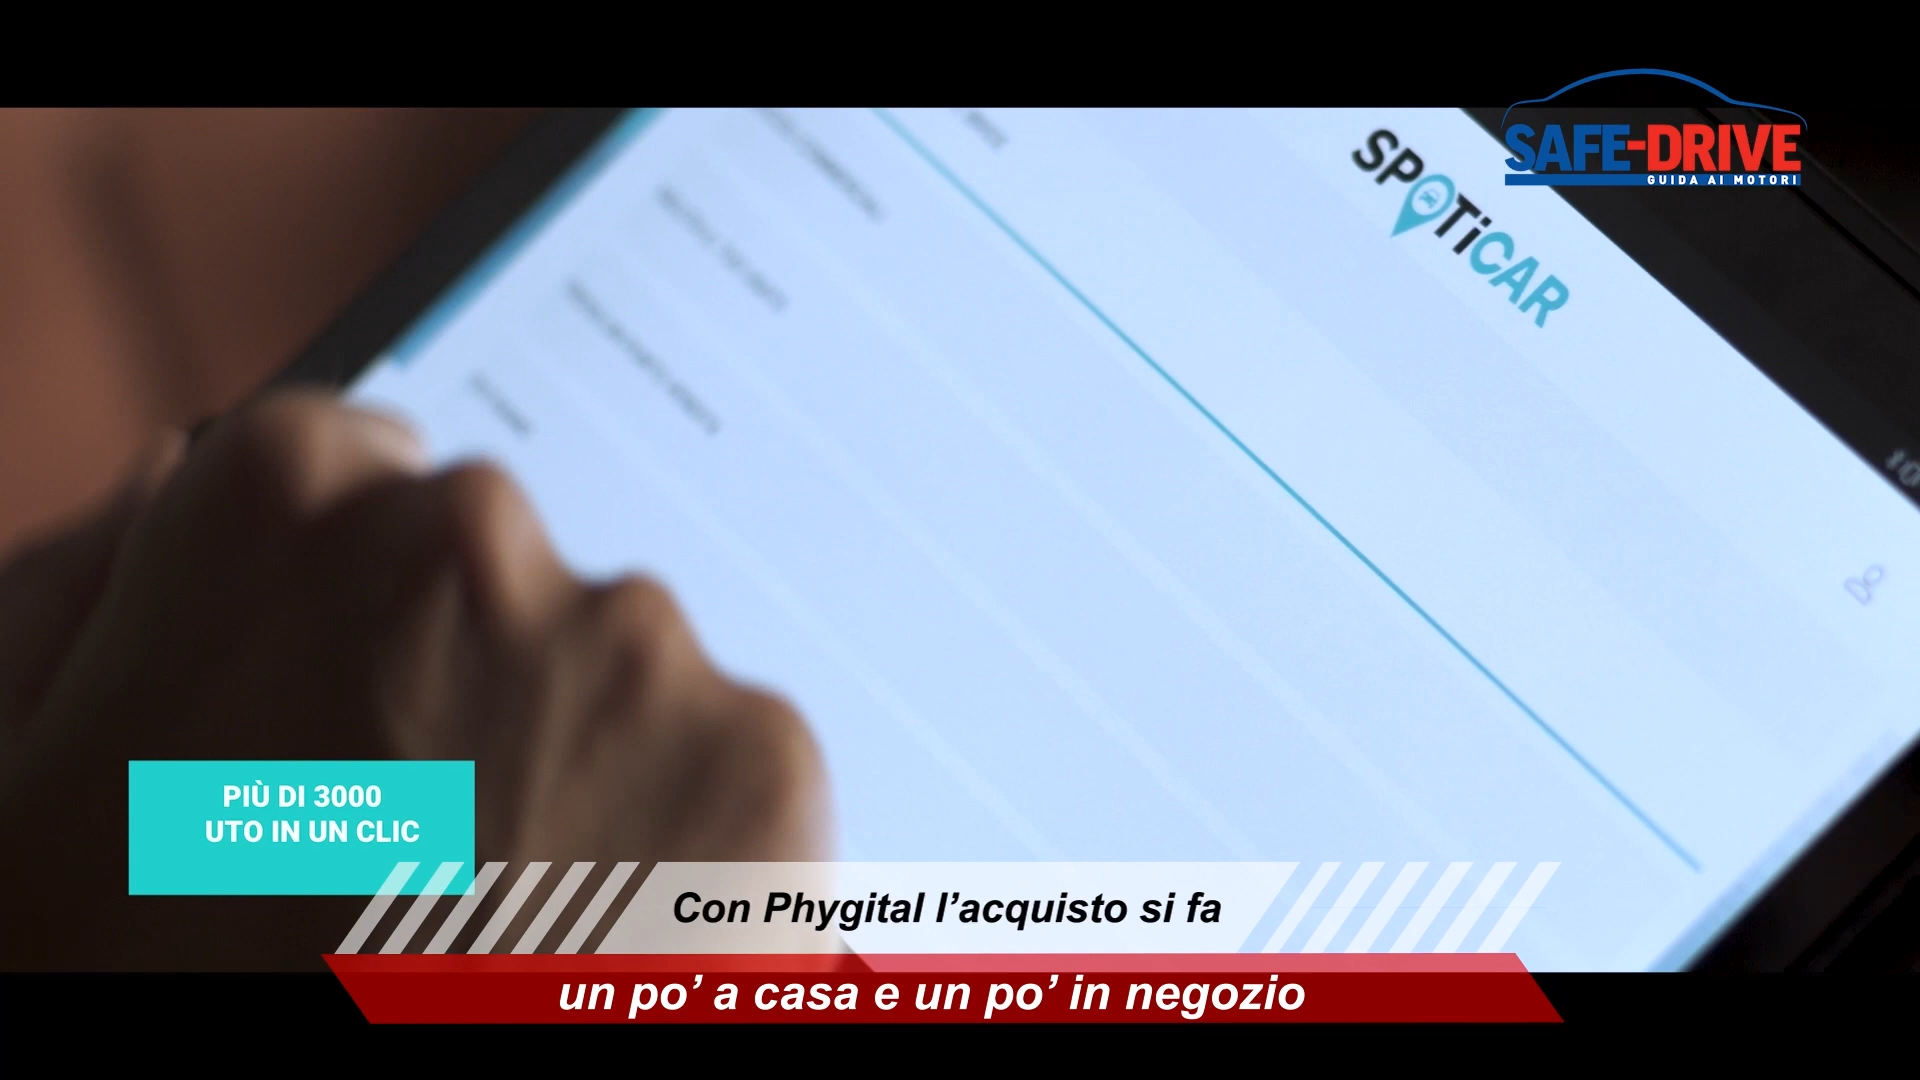 SPOTiCAR
SAFE-DRIVE
GUIDA AI MOTORI
PIÙ DI 3000
UTO IN UN CLIC
Con Phygital l’acquisto si fa
un po’ a casa e un po’ in negozio